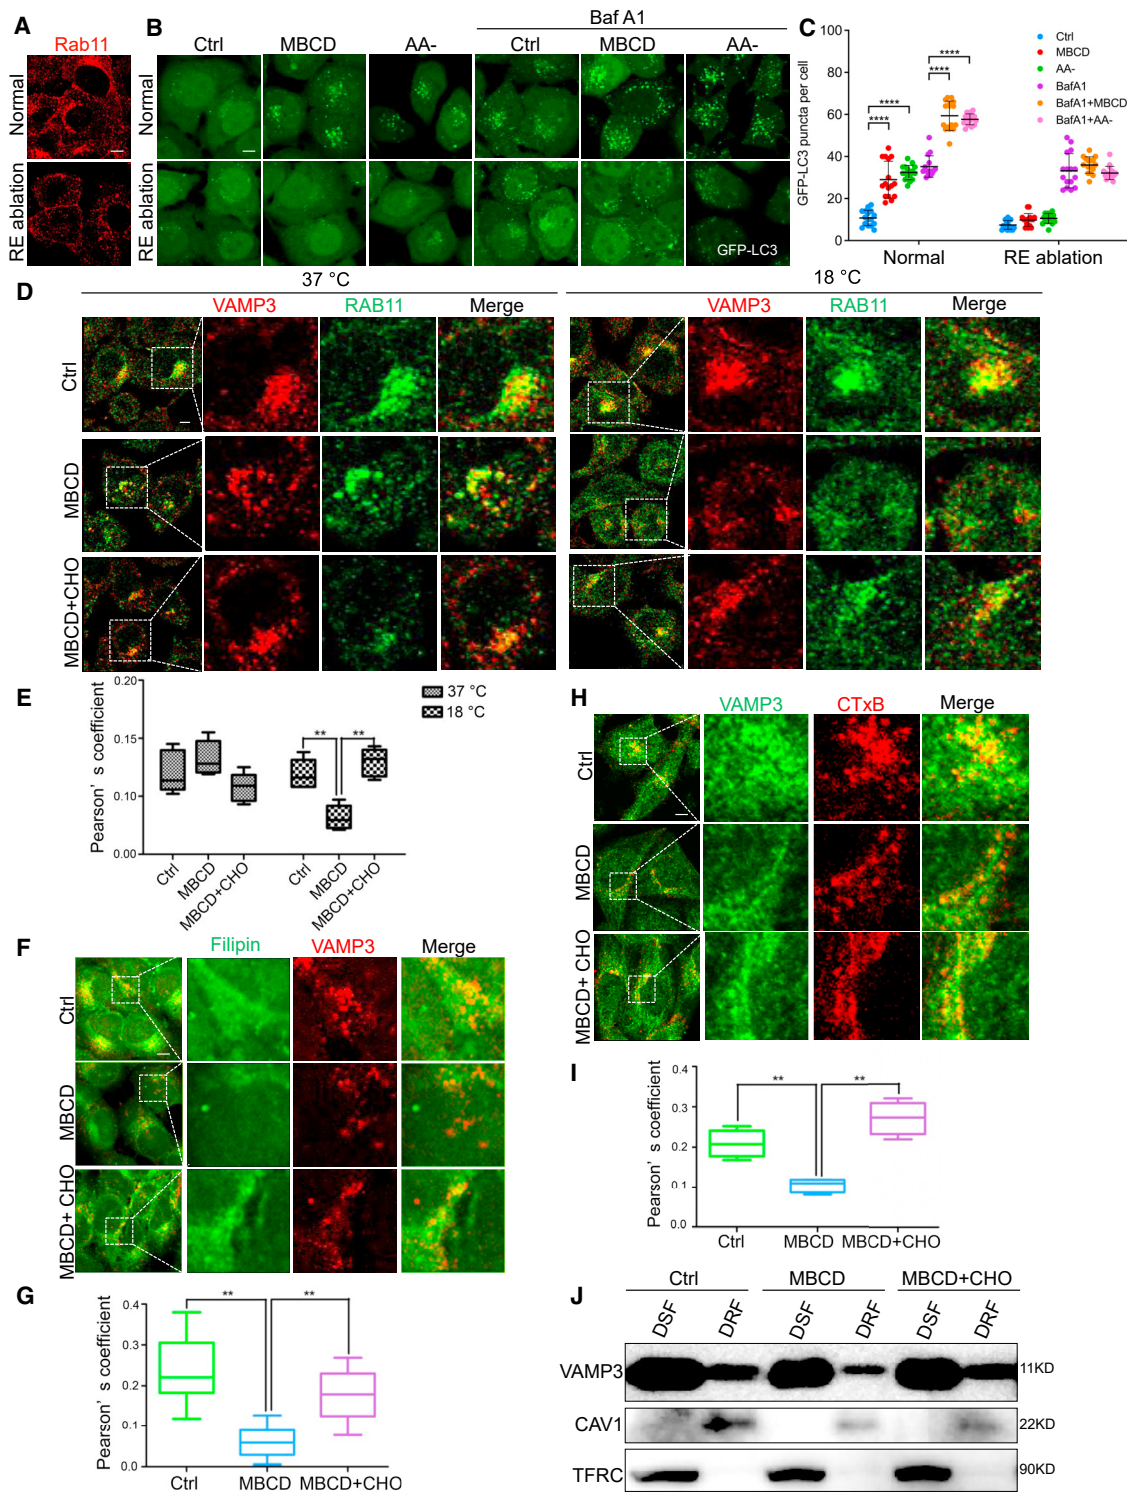 A
Rab11
Normal
RE ablation
B
Baf A1
Ctrl MBCD AA- Ctrl MBCD AA-
Normal
RE ablation
GFP-LC3
C
GFP-LC3 puncta per cell
100
80
60
40
20
0
**** **** **** ****
Ctrl
MBCD
AA-
BafA1
BafA1+MBCD
BafA1+AA-
Normal RE ablation
D
37 °C 18 °C
VAMP3 RAB11 Merge VAMP3 RAB11 Merge
Ctrl
MBCD
MBCD+CHO
E
Pearson’ s coefficient
0.20
0.15
0.10
0.00
37 °C
18 °C
** **
Ctrl MBCD MBCD+CHO Ctrl MBCD MBCD+CHO
F
Filipin VAMP3 Merge
Ctrl
MBCD
MBCD+ CHO
G
Pearson’ s coefficient
0.4
0.3
0.2
0.1
0.0
** **
Ctrl MBCD MBCD+CHO
H
VAMP3 CTxB Merge
Ctrl
MBCD
MBCD+ CHO
I
Pearson’ s coefficient
0.4
0.3
0.2
0.1
0.0
** **
Ctrl MBCD MBCD+CHO
J
Ctrl MBCD MBCD+CHO
DSF DRF DSF DRF DSF DRF
VAMP3 11KD
CAV1 22KD
TFRC 90KD